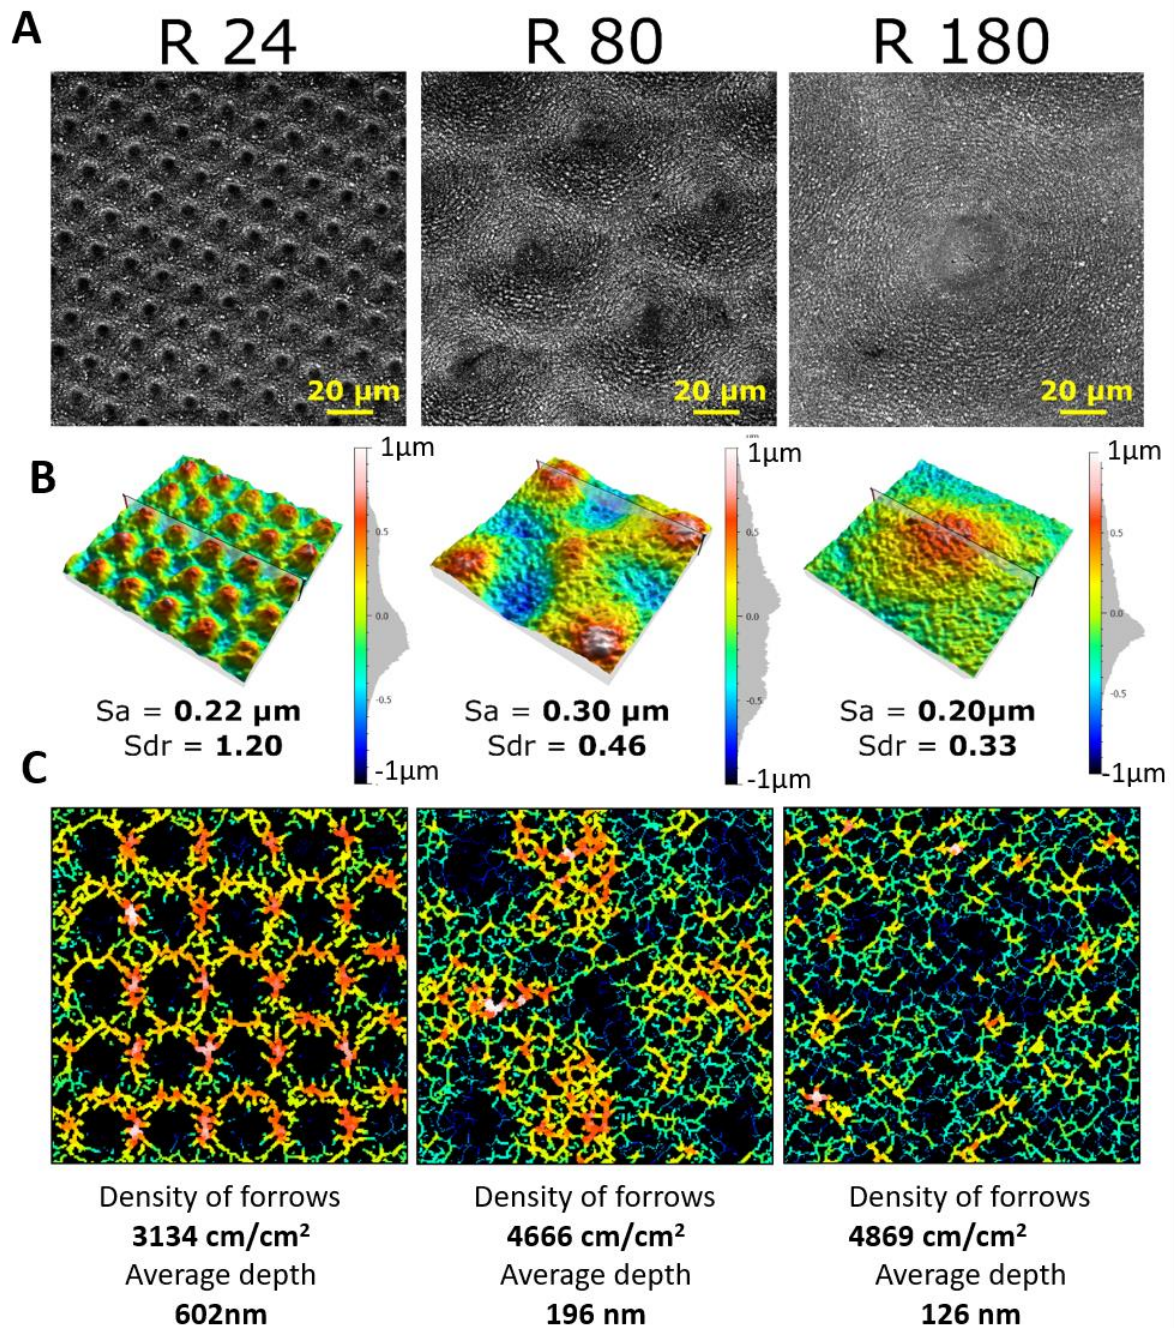 A
R 24 R 80 R 180
20 µm 20 µm 20 µm
B
1µm 1µm 1µm
0.5 0.5 0.5
0.0 0.0 0.0
-0.5 -0.5 -0.5
-1µm -1µm -1µm
Sa = 0.22 µm Sa = 0.30 µm Sa = 0.20µm
Sdr = 1.20 Sdr = 0.46 Sdr = 0.33
C
Density of forrows Density of forrows Density of forrows
3134 cm/cm² 4666 cm/cm² 4869 cm/cm²
Average depth Average depth Average depth
602nm 196 nm 126 nm